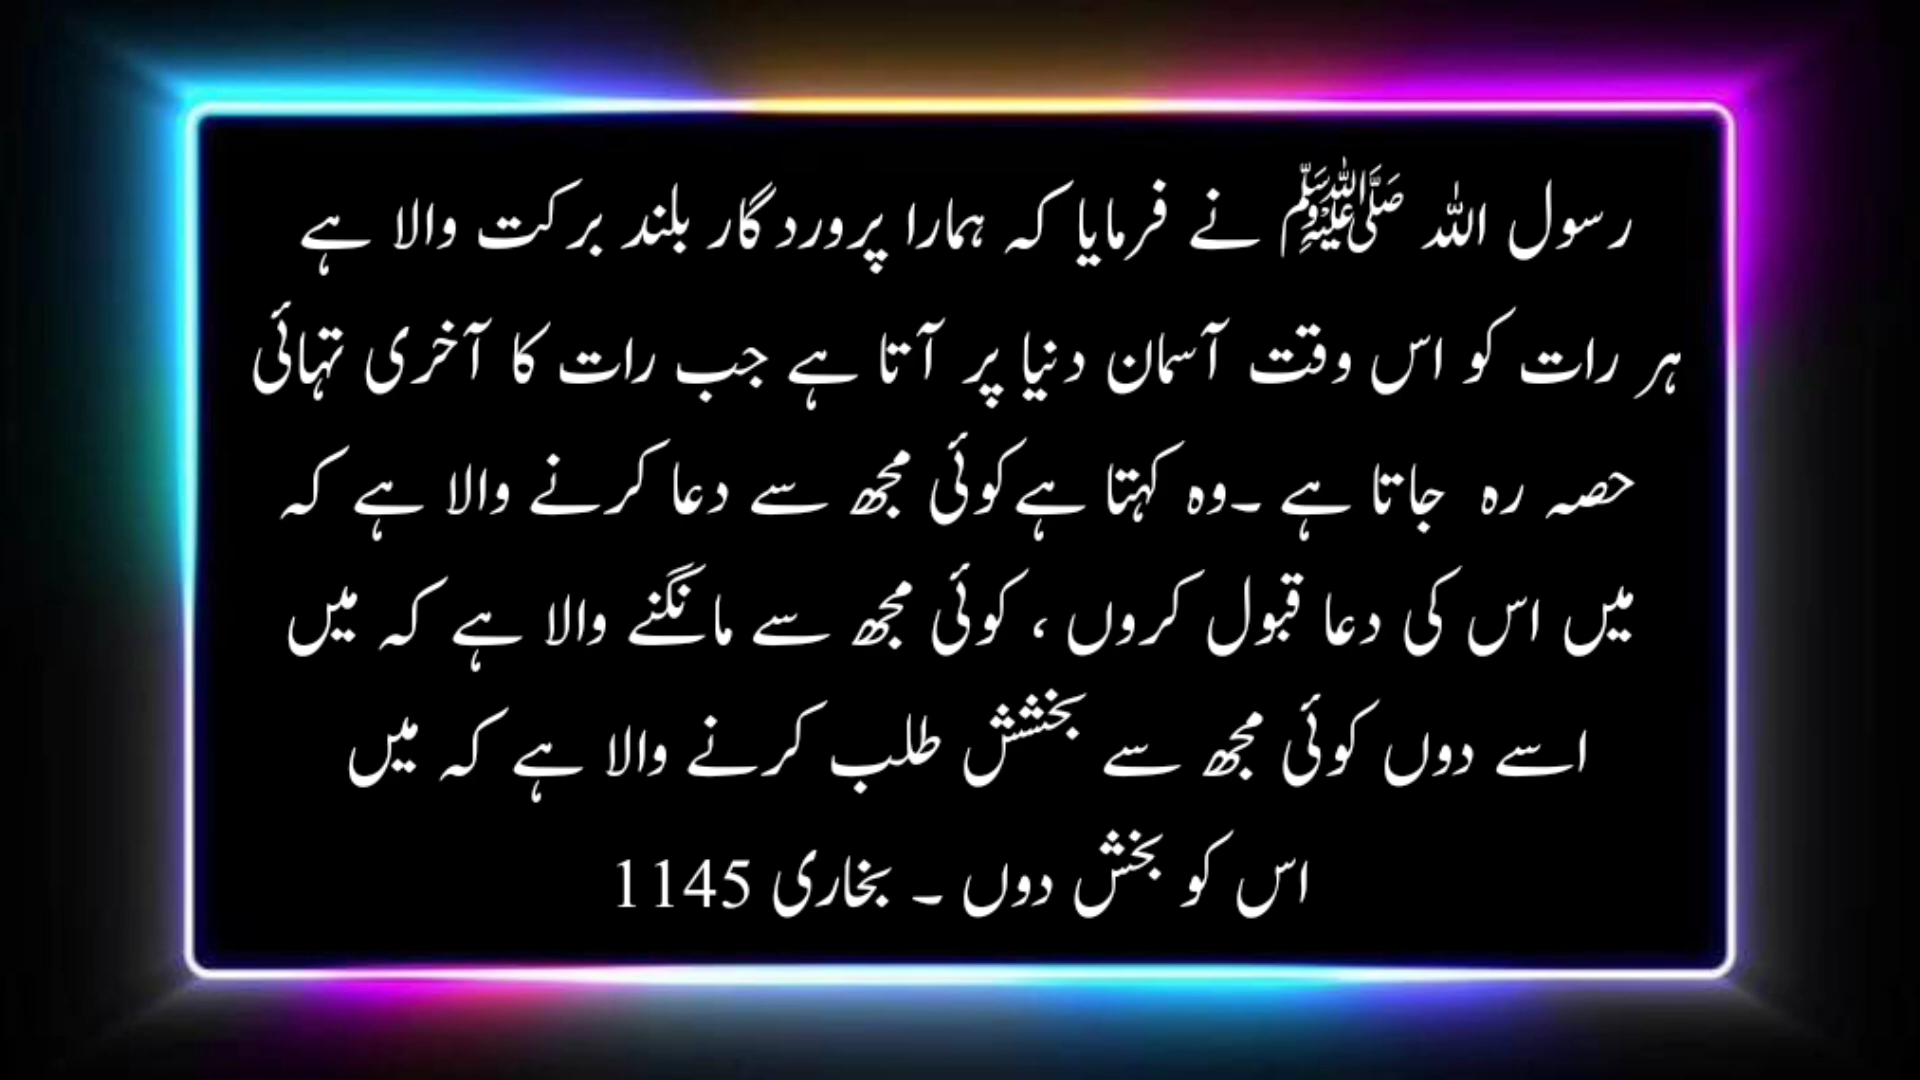 رسول اللہ ﷺ نے فرمایا کہ ہمارا پروردگار بلند برکت والا ہے
ہر رات کو اس وقت آسمان دنیا پر آتا ہے جب رات کا آخری تہائی
حصہ رہ جاتا ہے ۔وہ کہتا ہےکوئی مجھ سے دعا کرنے والا ہے کہ
میں اس کی دعا قبول کروں ، کوئی مجھ سے مانگنے والا ہے کہ میں
اسے دوں کوئی مجھ سے بخشش طلب کرنے والا ہے کہ میں
اس کو بخش دوں ۔ بخاری 1145